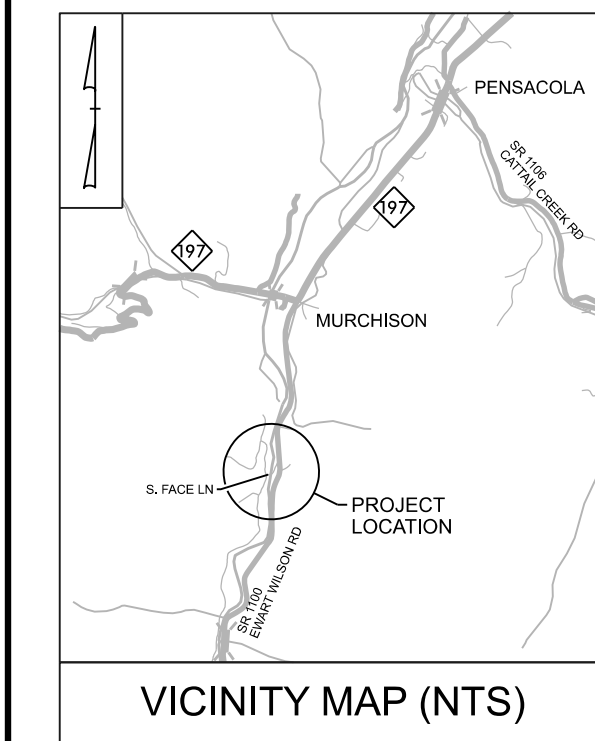 PENSACOLA
SR 1106
CATTAIL CREEK RD
197
197
MURCHISON
S. FACE LN
PROJECT
LOCATION
SR 1100
EWART WILSON RD
VICINITY MAP (NTS)